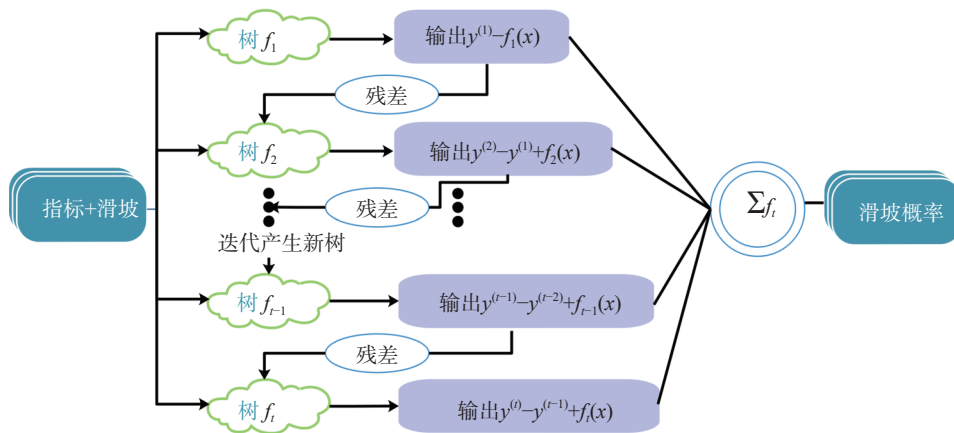 树 f₁
输出y⁽¹⁾−f₁(x)
残差
树 f₂
输出y⁽²⁾−y⁽¹⁾+f₂(x)
指标+滑坡
残差
Σfₜ
滑坡概率
迭代产生新树
树 fₜ₋₁
输出y⁽ᵗ⁻¹⁾−y⁽ᵗ⁻²⁾+fₜ₋₁(x)
残差
树 fₜ
输出y⁽ᵗ⁾−y⁽ᵗ⁻¹⁾+fₜ(x)